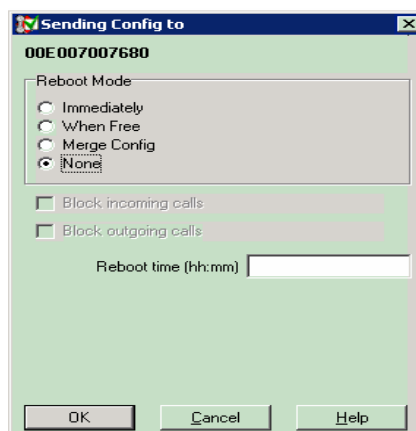 Sending Config to
00E007007680
Reboot Mode
Immediately
When Free
Merge Config
None
Block incoming calls
Block outgoing calls
Reboot time (hh:mm)
OK Cancel Help